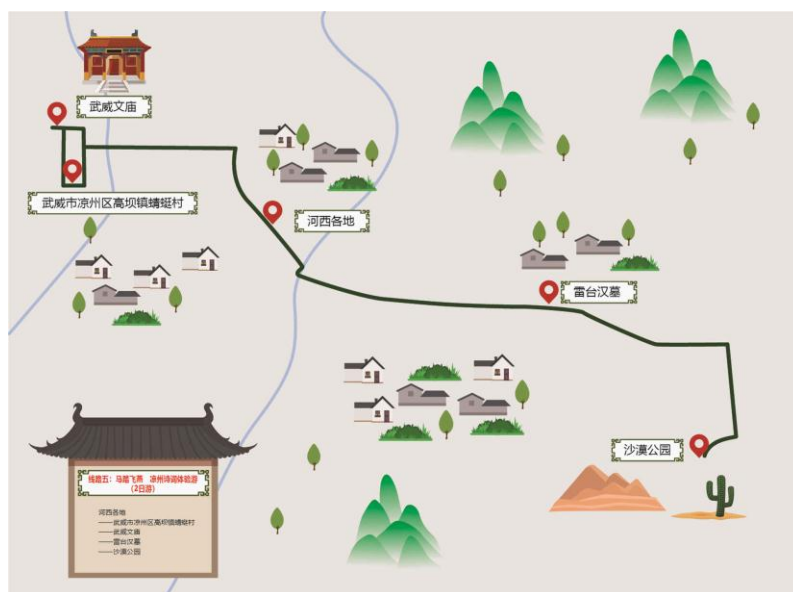 武威文庙
武威市凉州区高坝镇蜻蜓村
河西各地
雷台汉墓
沙漠公园
线路五：马踏飞燕 凉州诗词体验游
（2日游）
河西各地
——武威市凉州区高坝镇蜻蜓村
——武威文庙
——雷台汉墓
——沙漠公园